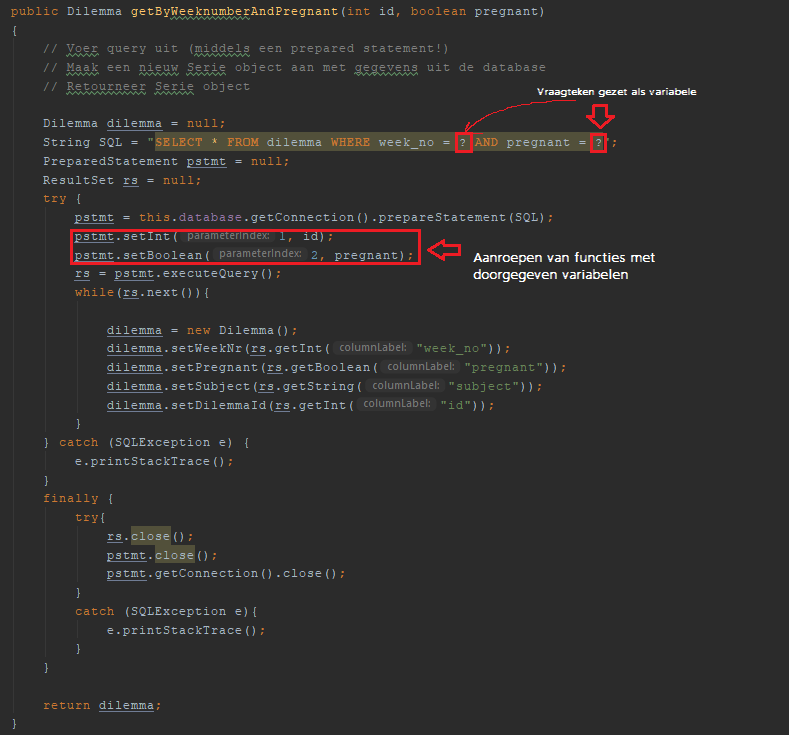 public Dilemma getByWeeknumberAndPregnant(int id, boolean pregnant)
{
// Voer query uit (middels een prepared statement!)
// Maak een nieuw Serie object aan met gegevens uit de database
// Retourneer Serie object
Vraagteken gezet als variabele
Dilemma dilemma = null;
String SQL = "SELECT * FROM dilemma WHERE week_no = ? AND pregnant = ?";
PreparedStatement pstmt = null;
ResultSet rs = null;
try {
pstmt = this.database.getConnection().prepareStatement(SQL);
pstmt.setInt( parameterIndex: 1, id);
pstmt.setBoolean( parameterIndex: 2, pregnant);
Aanroepen van functies met
doorgegeven variabelen
rs = pstmt.executeQuery();
while(rs.next()){
dilemma = new Dilemma();
dilemma.setWeekNr(rs.getInt( columnLabel: "week_no"));
dilemma.setPregnant(rs.getBoolean( columnLabel: "pregnant"));
dilemma.setSubject(rs.getString( columnLabel: "subject"));
dilemma.setDilemmaId(rs.getInt( columnLabel: "id"));
}
} catch (SQLException e) {
e.printStackTrace();
}
finally {
try{
rs.close();
pstmt.close();
pstmt.getConnection().close();
}
catch (SQLException e){
e.printStackTrace();
}
}
return dilemma;
}